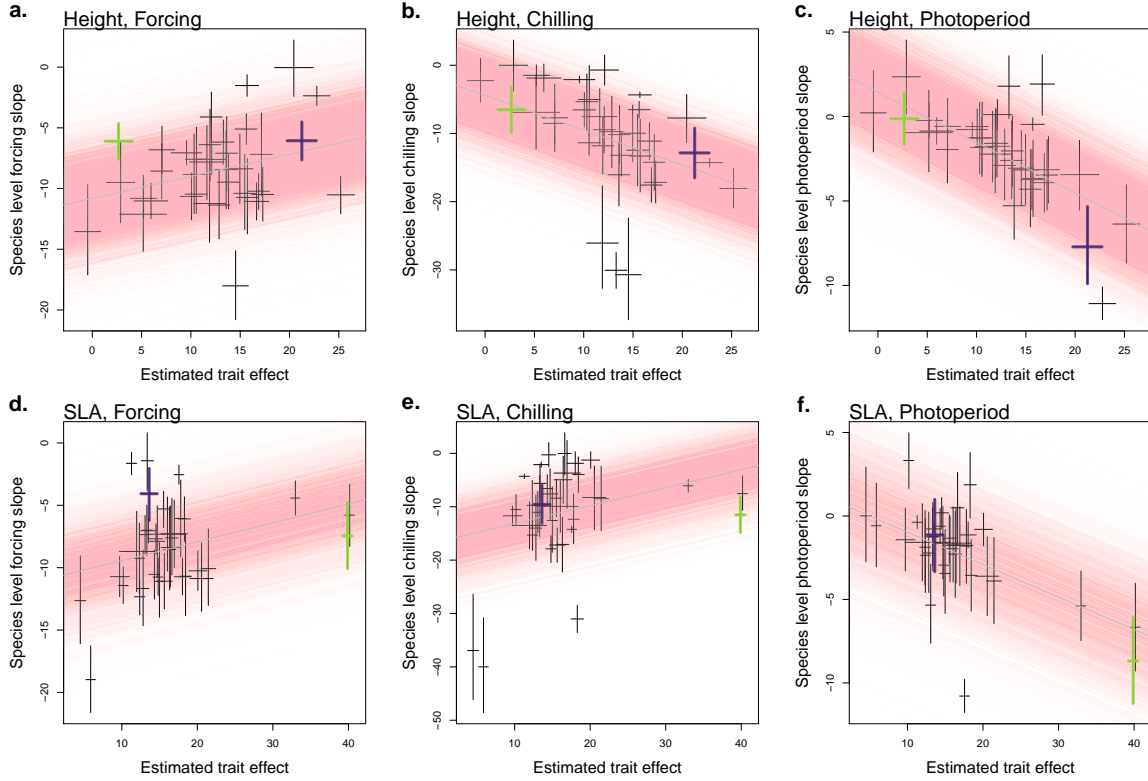 a.
Height, Forcing
Species level forcing slope
0
−5
−10
−15
−20
0 5 10 15 20 25
Estimated trait effect
b.
Height, Chilling
Species level chilling slope
0
−10
−20
−30
0 5 10 15 20 25
Estimated trait effect
c.
Height, Photoperiod
Species level photoperiod slope
5
0
−5
−10
0 5 10 15 20 25
Estimated trait effect
d.
SLA, Forcing
Species level forcing slope
0
−5
−10
−15
−20
10 20 30 40
Estimated trait effect
e.
SLA, Chilling
Species level chilling slope
0
−10
−20
−30
−40
−50
10 20 30 40
Estimated trait effect
f.
SLA, Photoperiod
Species level photoperiod slope
5
0
−5
−10
10 20 30 40
Estimated trait effect